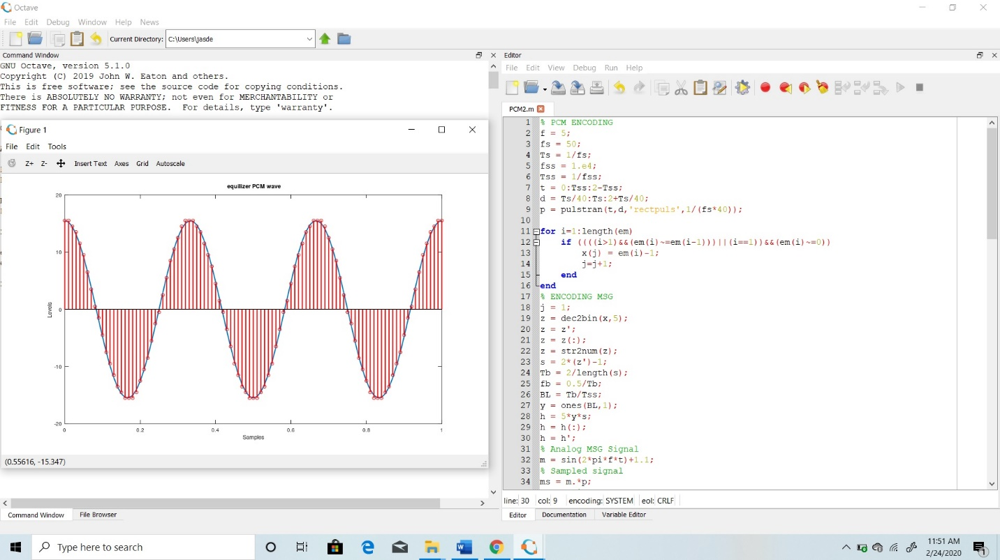 Octave
File Edit Debug Window Help News
Current Directory: C:\Users\jasde
Command Window
GNU Octave, version 5.1.0
Copyright (C) 2019 John W. Eaton and others.
This is free software; see the source code for copying conditions.
There is ABSOLUTELY NO WARRANTY; not even for MERCHANTABILITY or
FITNESS FOR A PARTICULAR PURPOSE.  For details, type 'warranty'.
Figure 1
File Edit Tools
Z+ Z- Insert Text Axes Grid Autoscale
equilizer PCM wave
20
10
0
-10
-20
Levels
0 0.2 0.4 0.6 0.8 1
Samples
(0.55616, -15.347)
Command Window File Browser
Editor
File Edit View Debug Run Help
PCM2.m
1 % PCM ENCODING
2 f = 5;
3 fs = 50;
4 Ts = 1/fs;
5 fss = 1.e4;
6 Tss = 1/fss;
7 t = 0:Tss:2-Tss;
8 d = Ts/40:Ts:2+Ts/40;
9 p = pulstran(t,d,'rectpuls',1/(fs*40));
10
11 for i=1:length(em)
12 if ((((i>1)&&(em(i)~=em(i-1)))||(i==1))&&(em(i)~=0))
13 x(j) = em(i)-1;
14 j=j+1;
15 end
16 end
17 % ENCODING MSG
18 j = 1;
19 z = dec2bin(x,5);
20 z = z';
21 z = z(:);
22 z = str2num(z);
23 s = 2*(z')-1;
24 Tb = 2/length(s);
25 fb = 0.5/Tb;
26 BL = Tb/Tss;
27 y = ones(BL,1);
28 h = 5*y*s;
29 h = h(:);
30 h = h';
31 % Analog MSG Signal
32 m = sin(2*pi*f*t)+1.1;
33 % Sampled signal
34 ms = m.*p;
line: 30 col: 9 encoding: SYSTEM eol: CRLF
Editor Documentation Variable Editor
Type here to search
11:51 AM
2/24/2020
1